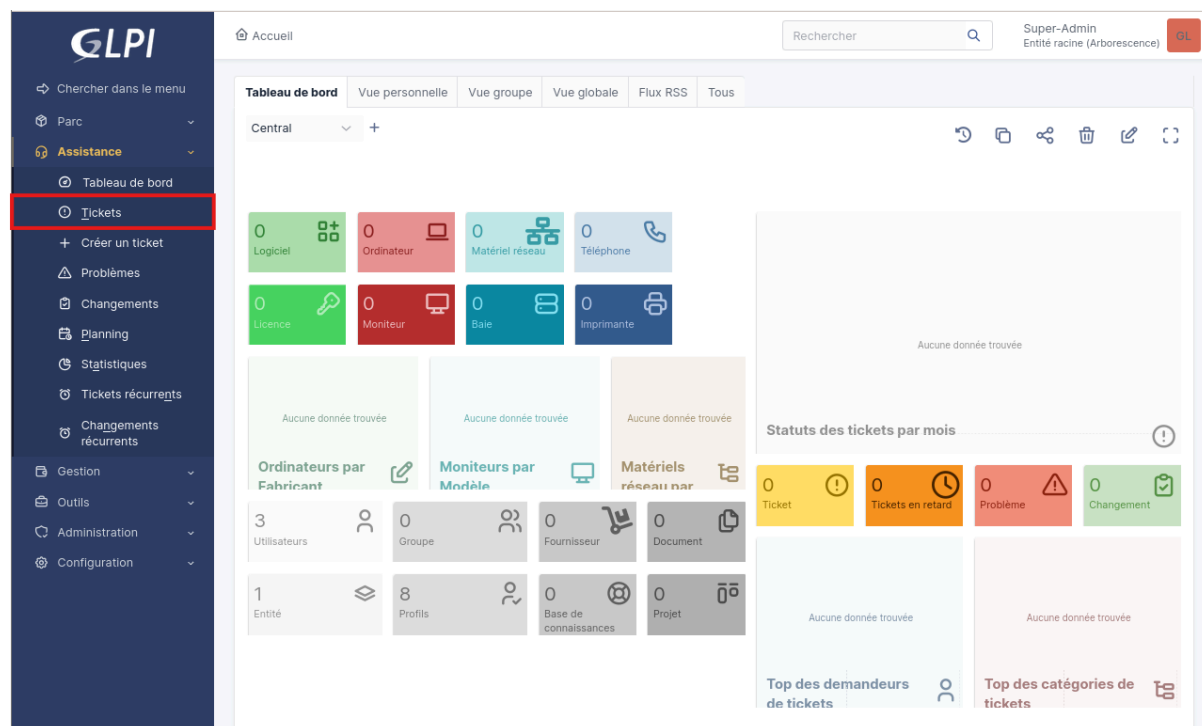 GLPI
Accueil
Rechercher
Super-Admin
Entité racine (Arborescence)
GL
Chercher dans le menu
Parc
Assistance
Tableau de bord
Tickets
Créer un ticket
Problèmes
Changements
Planning
Statistiques
Tickets récurrents
Changements
récurrents
Gestion
Outils
Administration
Configuration
Tableau de bord
Vue personnelle
Vue groupe
Vue globale
Flux RSS
Tous
Central
0
Logiciel
0
Ordinateur
0
Matériel réseau
0
Téléphone
0
Licence
0
Moniteur
0
Baie
0
Imprimante
Aucune donnée trouvée
Ordinateurs par
Fabricant
Aucune donnée trouvée
Moniteurs par
Modèle
Aucune donnée trouvée
Matériels
réseau par
3
Utilisateurs
0
Groupe
0
Fournisseur
0
Document
1
Entité
8
Profils
0
Base de
connaissances
0
Projet
Aucune donnée trouvée
Statuts des tickets par mois
0
Ticket
0
Tickets en retard
0
Problème
0
Changement
Aucune donnée trouvée
Top des demandeurs
de tickets
Aucune donnée trouvée
Top des catégories de
tickets